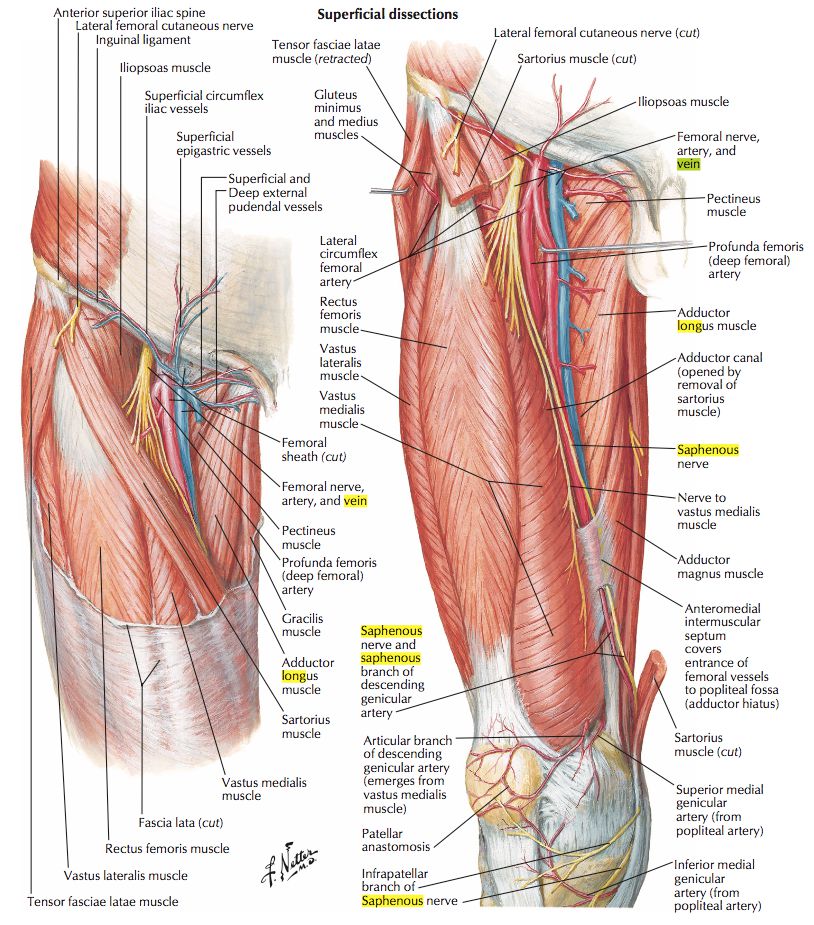 Superficial dissections
Anterior superior iliac spine
Lateral femoral cutaneous nerve
Inguinal ligament
Iliopsoas muscle
Superficial circumflex
iliac vessels
Superficial
epigastric vessels
Superficial and
Deep external
pudendal vessels
Femoral
sheath (cut)
Femoral nerve,
artery, and vein
Pectineus
muscle
Profunda femoris
(deep femoral)
artery
Gracilis
muscle
Adductor
longus
muscle
Sartorius
muscle
Vastus medialis
muscle
Fascia lata (cut)
Rectus femoris muscle
Vastus lateralis muscle
Tensor fasciae latae muscle
F. Netter
M.D.
Tensor fasciae latae
muscle (retracted)
Gluteus
minimus
and medius
muscles
Lateral
circumflex
femoral
artery
Rectus
femoris
muscle
Vastus
lateralis
muscle
Vastus
medialis
muscle
Saphenous
nerve and
saphenous
branch of
descending
genicular
artery
Articular branch
of descending
genicular artery
(emerges from
vastus medialis
muscle)
Patellar
anastomosis
Infrapatellar
branch of
Saphenous nerve
Lateral femoral cutaneous nerve (cut)
Sartorius muscle (cut)
Iliopsoas muscle
Femoral nerve,
artery, and
vein
Pectineus
muscle
Profunda femoris
(deep femoral)
artery
Adductor
longus muscle
Adductor canal
(opened by
removal of
sartorius
muscle)
Saphenous
nerve
Nerve to
vastus medialis
muscle
Adductor
magnus muscle
Anteromedial
intermuscular
septum
covers
entrance of
femoral vessels
to popliteal fossa
(adductor hiatus)
Sartorius
muscle (cut)
Superior medial
genicular
artery (from
popliteal artery)
Inferior medial
genicular
artery (from
popliteal artery)